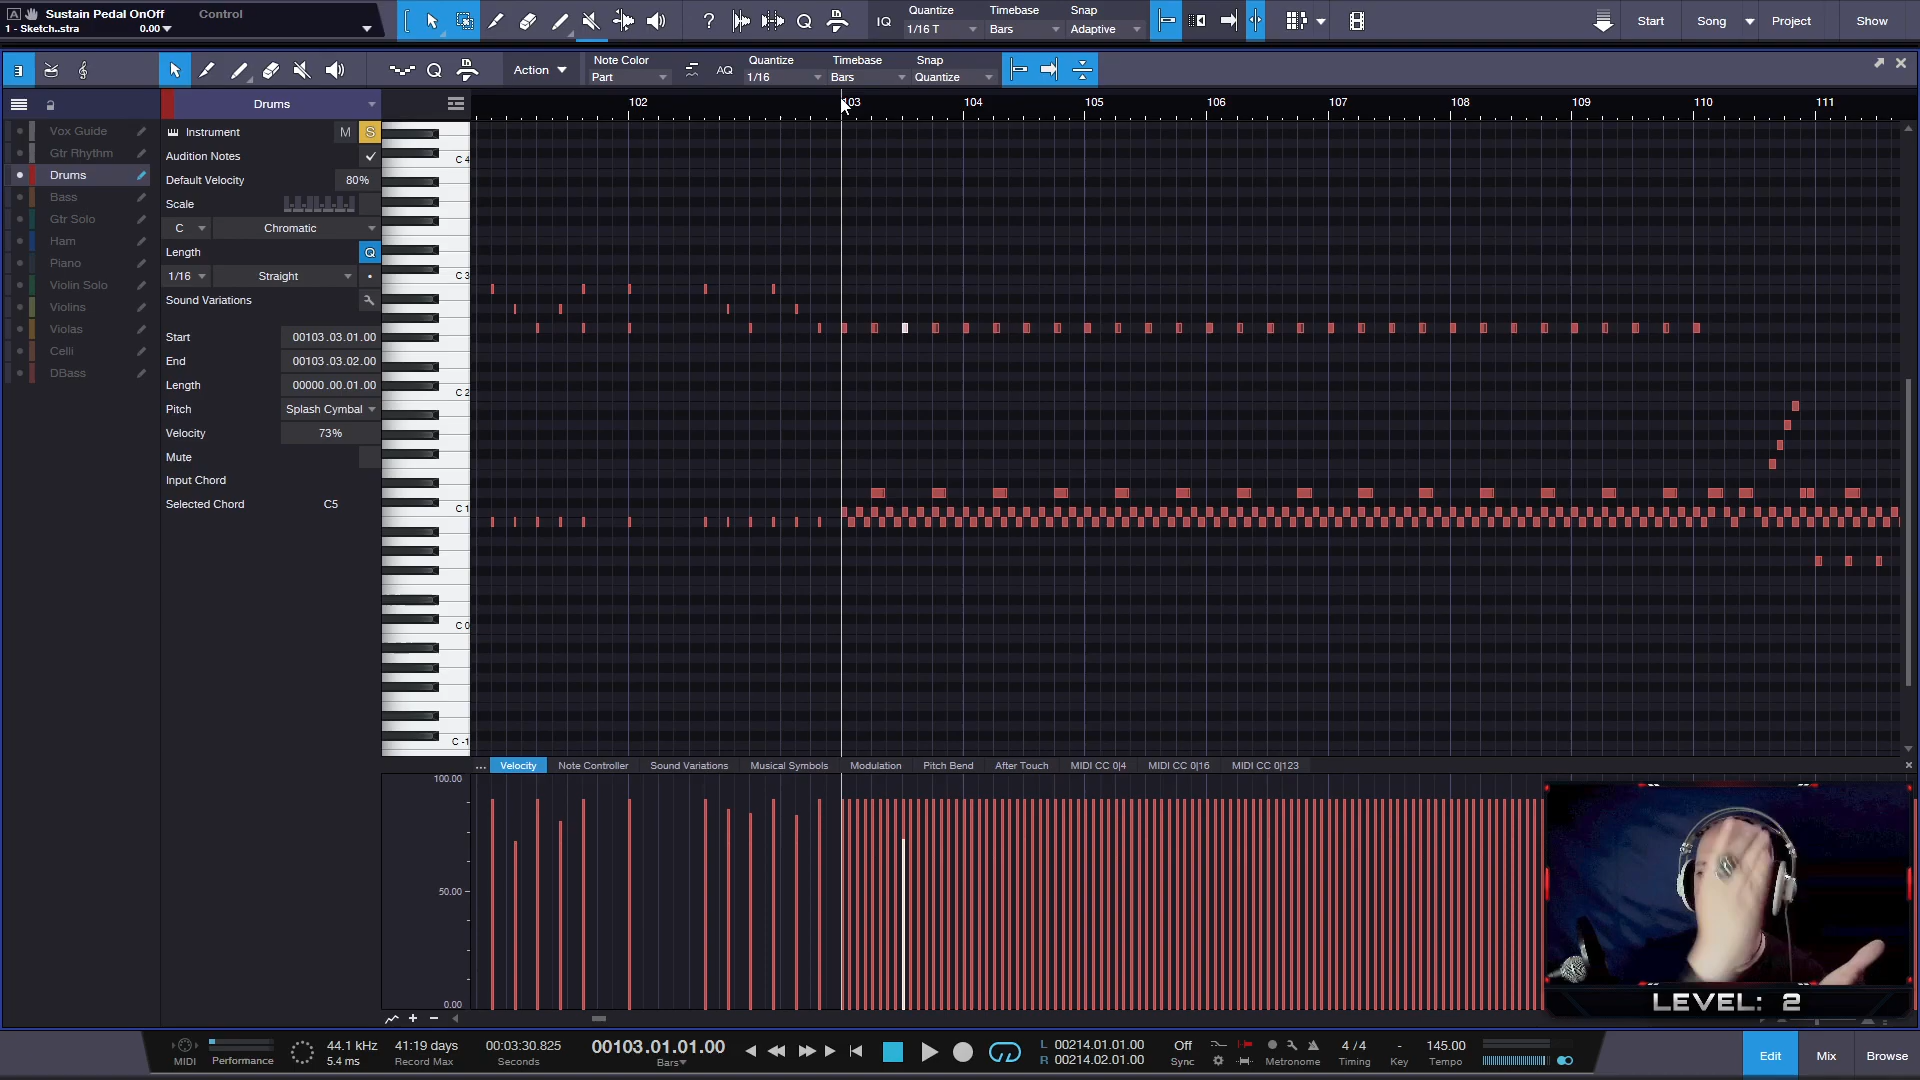 A Sustain Pedal OnOff Control
1 - Sketch..stra 0.00
? IQ Quantize Timebase Snap
1/16 T Bars Adaptive
Start Song Project Show
Action Note Color AQ Quantize Timebase Snap
Part 1/16 Bars Quantize
Vox Guide
Gtr Rhythm
Drums
Bass
Gtr Solo
Ham
Piano
Violin Solo
Violins
Violas
Celli
DBass
Drums
Instrument M S
Audition Notes
Default Velocity 80%
Scale
C Chromatic
Length Q
1/16 Straight
Sound Variations
Start 00103.03.01.00
End 00103.03.02.00
Length 00000.00.01.00
Pitch Splash Cymbal
Velocity 73%
Mute
Input Chord
Selected Chord C5
102 103 104 105 106 107 108 109 110 111
C 4
C 3
C 2
C 1
C 0
C -1
... Velocity Note Controller Sound Variations Musical Symbols Modulation Pitch Bend After Touch MIDI CC 0|4 MIDI CC 0|16 MIDI CC 0|123
100.00
50.00
0.00
LEVEL: 2
MIDI Performance
44.1 kHz
5.4 ms
41:19 days
Record Max
00:03:30.825
Seconds
00103.01.01.00
Bars
L 00214.01.01.00
R 00214.02.01.00
Off
Sync
Metronome
4 / 4
Timing
-
Key
145.00
Tempo
Edit Mix Browse